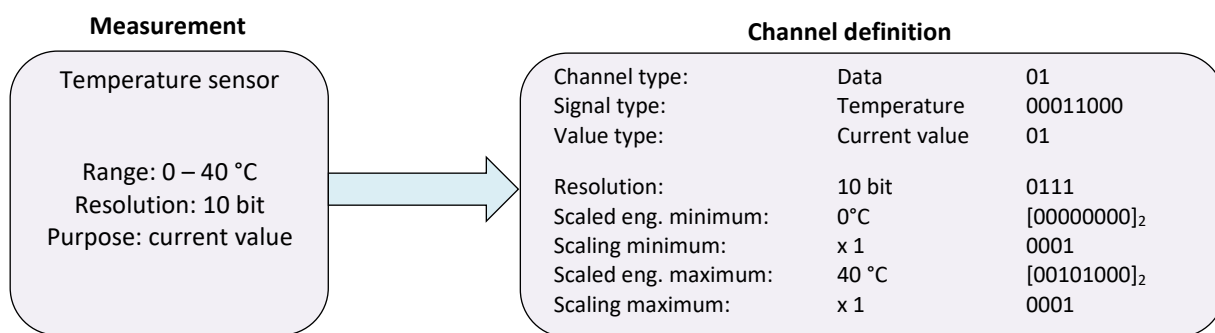 Measurement
Temperature sensor
Range: 0 – 40 °C
Resolution: 10 bit
Purpose: current value
Channel definition
Channel type: Data 01
Signal type: Temperature 00011000
Value type: Current value 01
Resolution: 10 bit 0111
Scaled eng. minimum: 0°C [00000000]₂
Scaling minimum: x 1 0001
Scaled eng. maximum: 40 °C [00101000]₂
Scaling maximum: x 1 0001